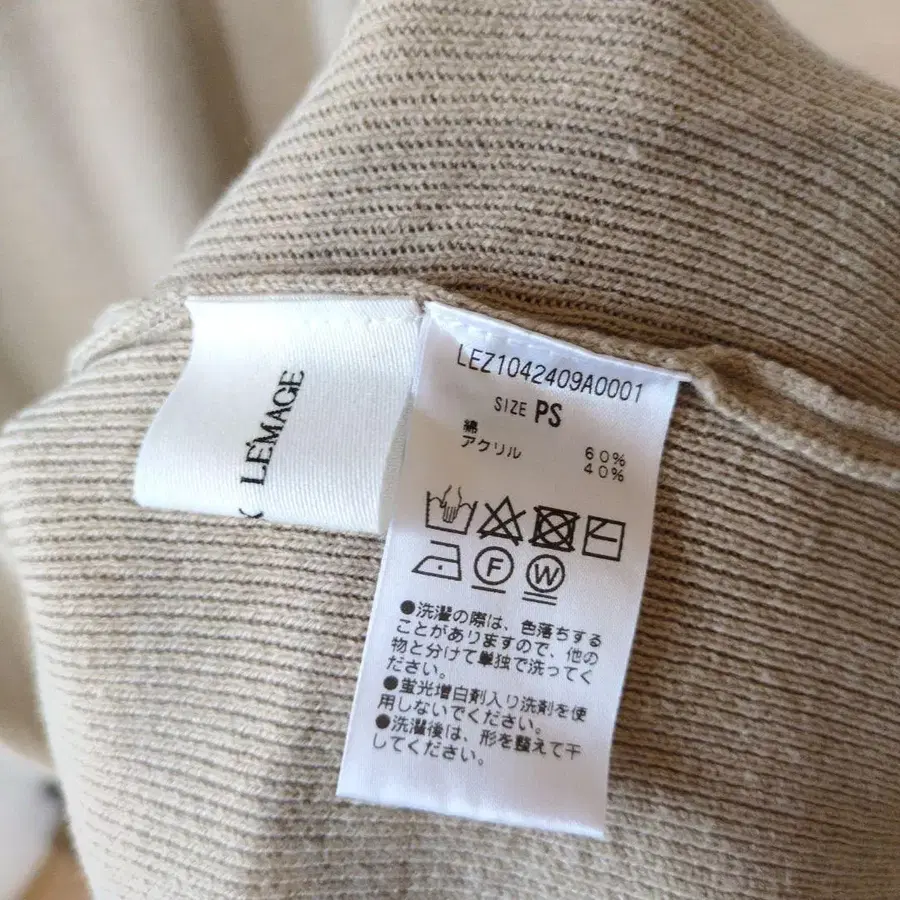 LÉMAGE
LEZ1042409A0001
SIZE PS
綿 60%
アクリル 40%
F W
●洗濯の際は、色落ちする
ことがありますので、他の
物と分けて単独で洗ってく
ださい。
●蛍光増白剤入り洗剤を使
用しないでください。
●洗濯後は、形を整えて干
してください。